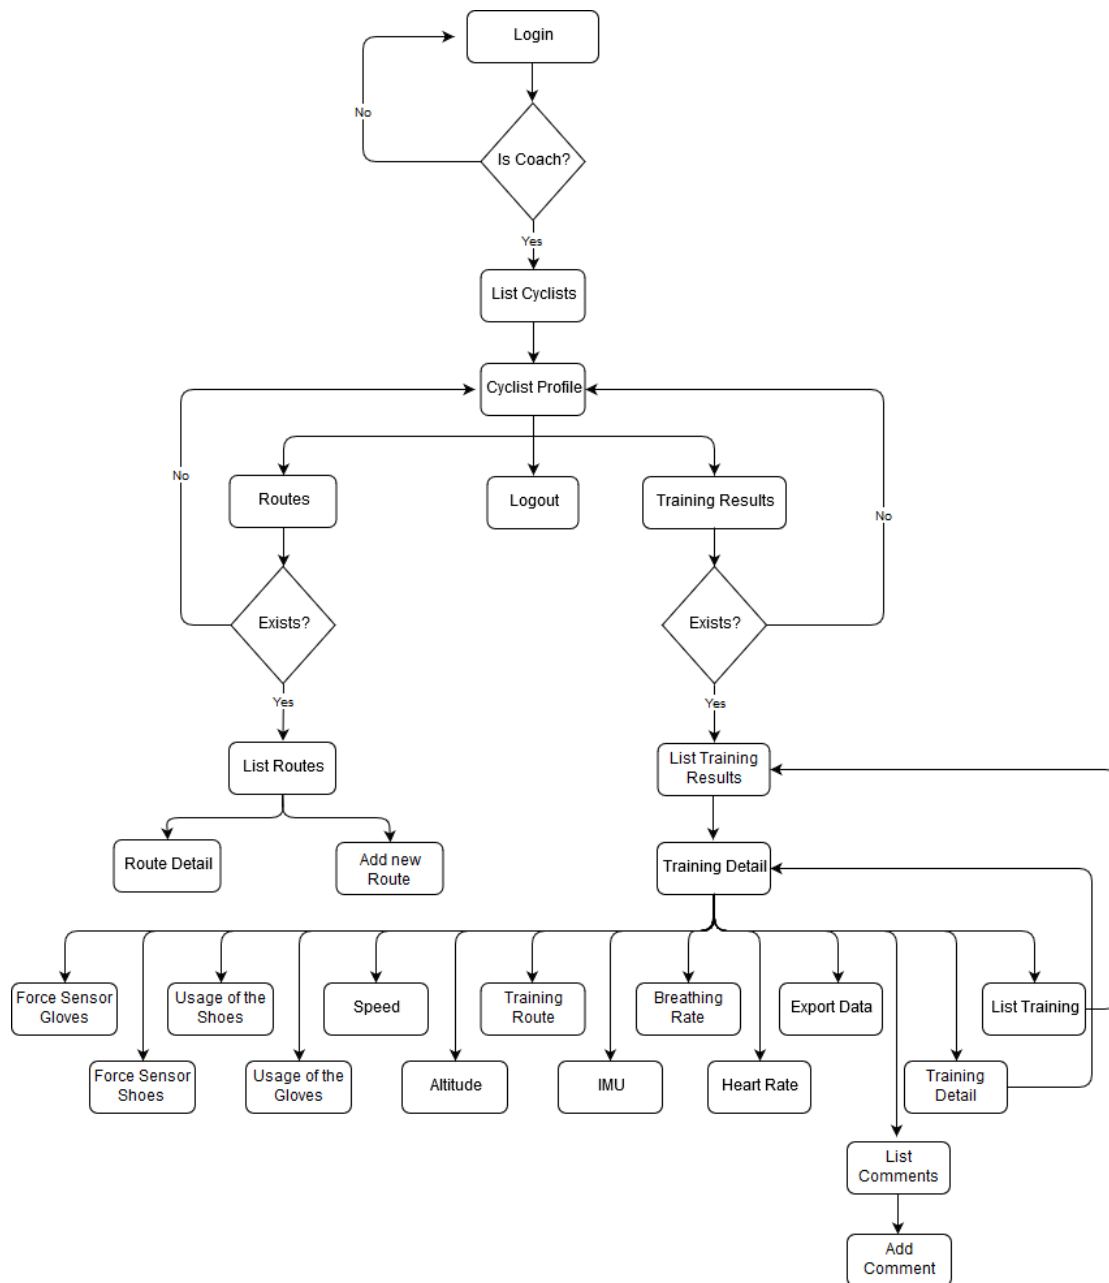 Login
No
Is Coach?
Yes
List Cyclists
Cyclist Profile
No
Routes
Logout
Training Results
No
Exists?
Exists?
Yes
Yes
List Routes
List Training
Results
Route Detail
Add new
Route
Training Detail
Force Sensor
Gloves
Usage of the
Shoes
Speed
Training
Route
Breathing
Rate
Export Data
List Training
Force Sensor
Shoes
Usage of the
Gloves
Altitude
IMU
Heart Rate
Training
Detail
List
Comments
Add
Comment